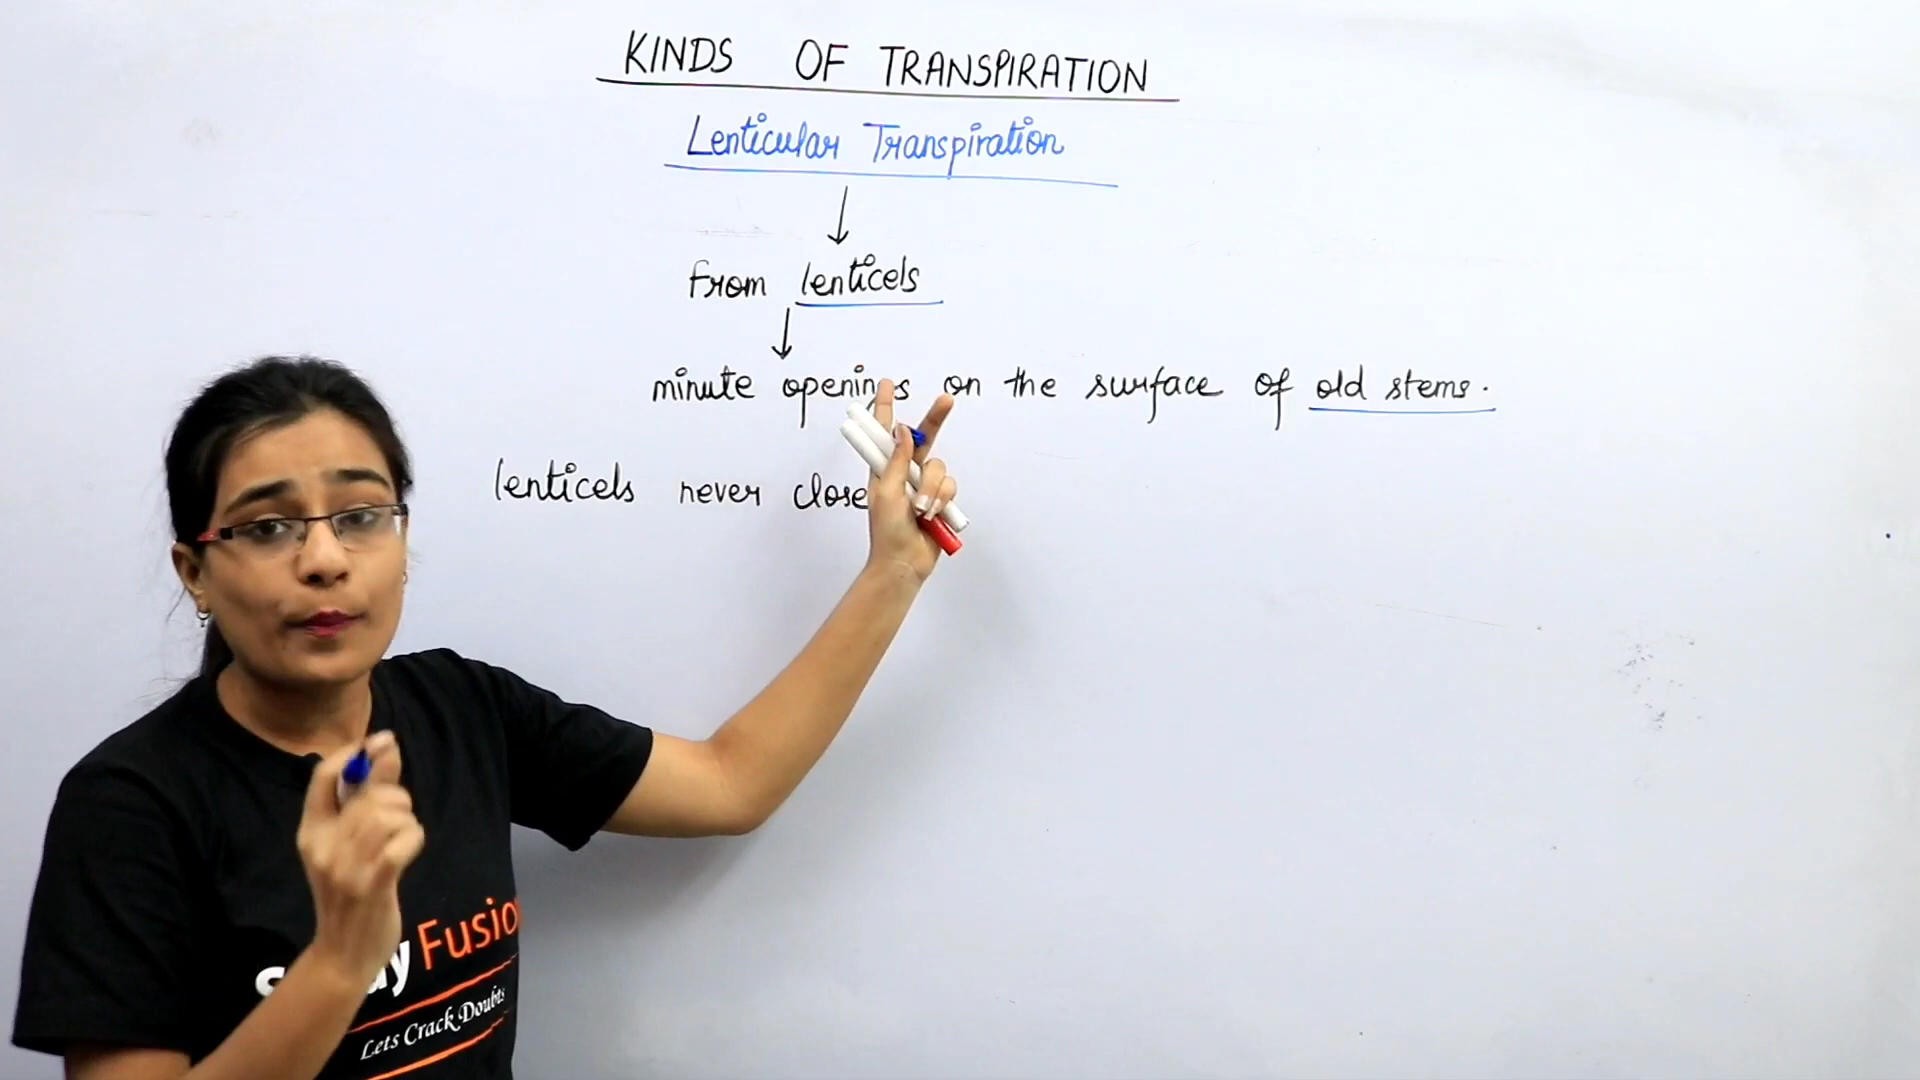 KINDS OF TRANSPIRATION
Lenticular Transpiration
From lenticels
minute openings on the surface of old stems.
lenticels never close
Fusion
Lets Crack Doubts